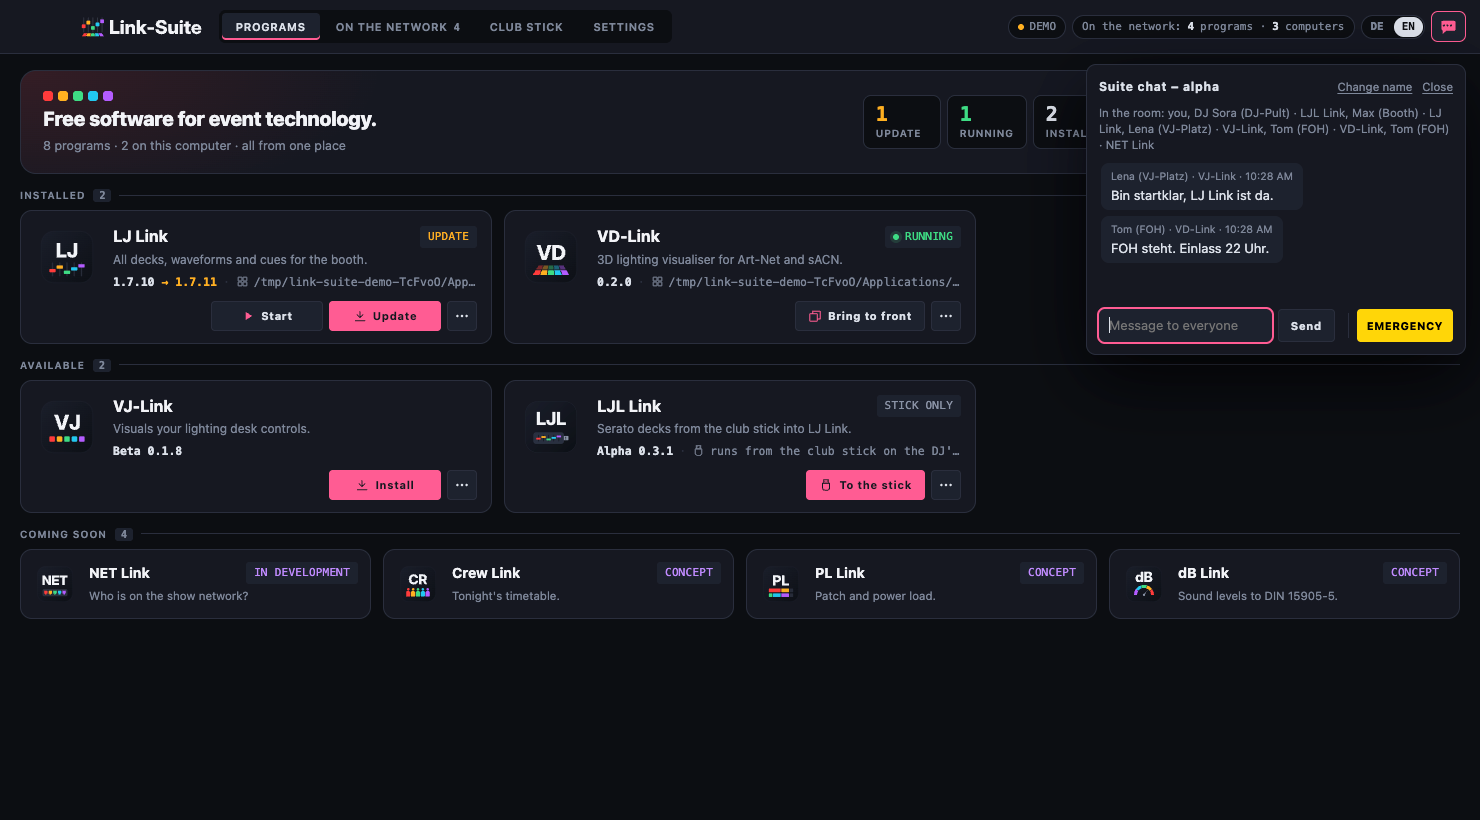 Link-Suite
PROGRAMS
ON THE NETWORK 4
CLUB STICK
SETTINGS
DEMO
On the network: 4 programs · 3 computers
DE
EN
Free software for event technology.
8 programs · 2 on this computer · all from one place
1
UPDATE
1
RUNNING
2
INSTAL
Suite chat – alpha
Change name
Close
In the room: you, DJ Sora (DJ-Pult) · LJL Link, Max (Booth) · LJ
Link, Lena (VJ-Platz) · VJ-Link, Tom (FOH) · VD-Link, Tom (FOH)
· NET Link
Lena (VJ-Platz) · VJ-Link · 10:28 AM
Bin startklar, LJ Link ist da.
Tom (FOH) · VD-Link · 10:28 AM
FOH steht. Einlass 22 Uhr.
Message to everyone
Send
EMERGENCY
INSTALLED 2
LJ
LJ Link
UPDATE
All decks, waveforms and cues for the booth.
1.7.10 → 1.7.11 · /tmp/link-suite-demo-TcFvoO/App…
Start
Update
VD
VD-Link
RUNNING
3D lighting visualiser for Art-Net and sACN.
0.2.0 · /tmp/link-suite-demo-TcFvoO/Applications/…
Bring to front
AVAILABLE 2
VJ
VJ-Link
Visuals your lighting desk controls.
Beta 0.1.8
Install
LJL
LJL Link
STICK ONLY
Serato decks from the club stick into LJ Link.
Alpha 0.3.1 · runs from the club stick on the DJ'…
To the stick
COMING SOON 4
NET
NET Link
IN DEVELOPMENT
Who is on the show network?
CR
Crew Link
CONCEPT
Tonight's timetable.
PL
PL Link
CONCEPT
Patch and power load.
dB
dB Link
CONCEPT
Sound levels to DIN 15905-5.